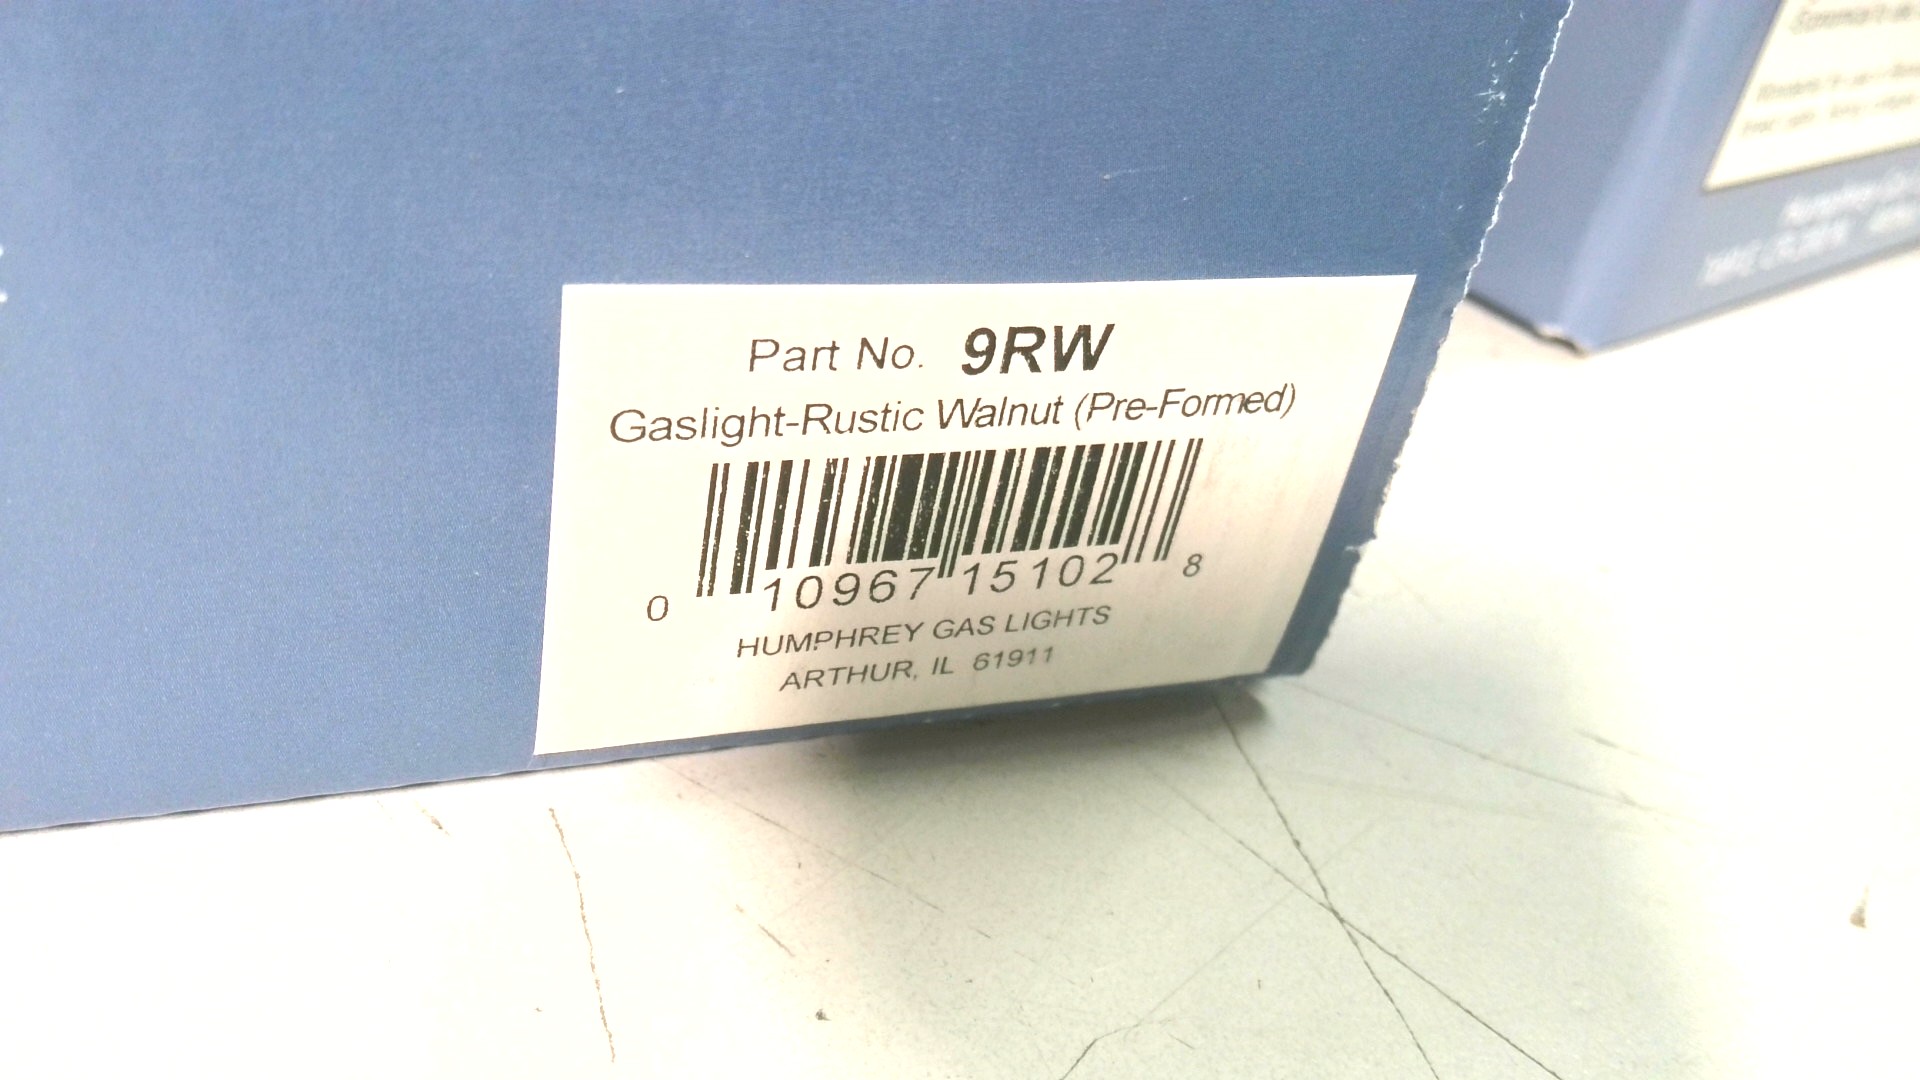 Part No. 9RW
Gaslight-Rustic Walnut (Pre-Formed)
0 10967 15102 8
HUMPHREY GAS LIGHTS
ARTHUR, IL 61911